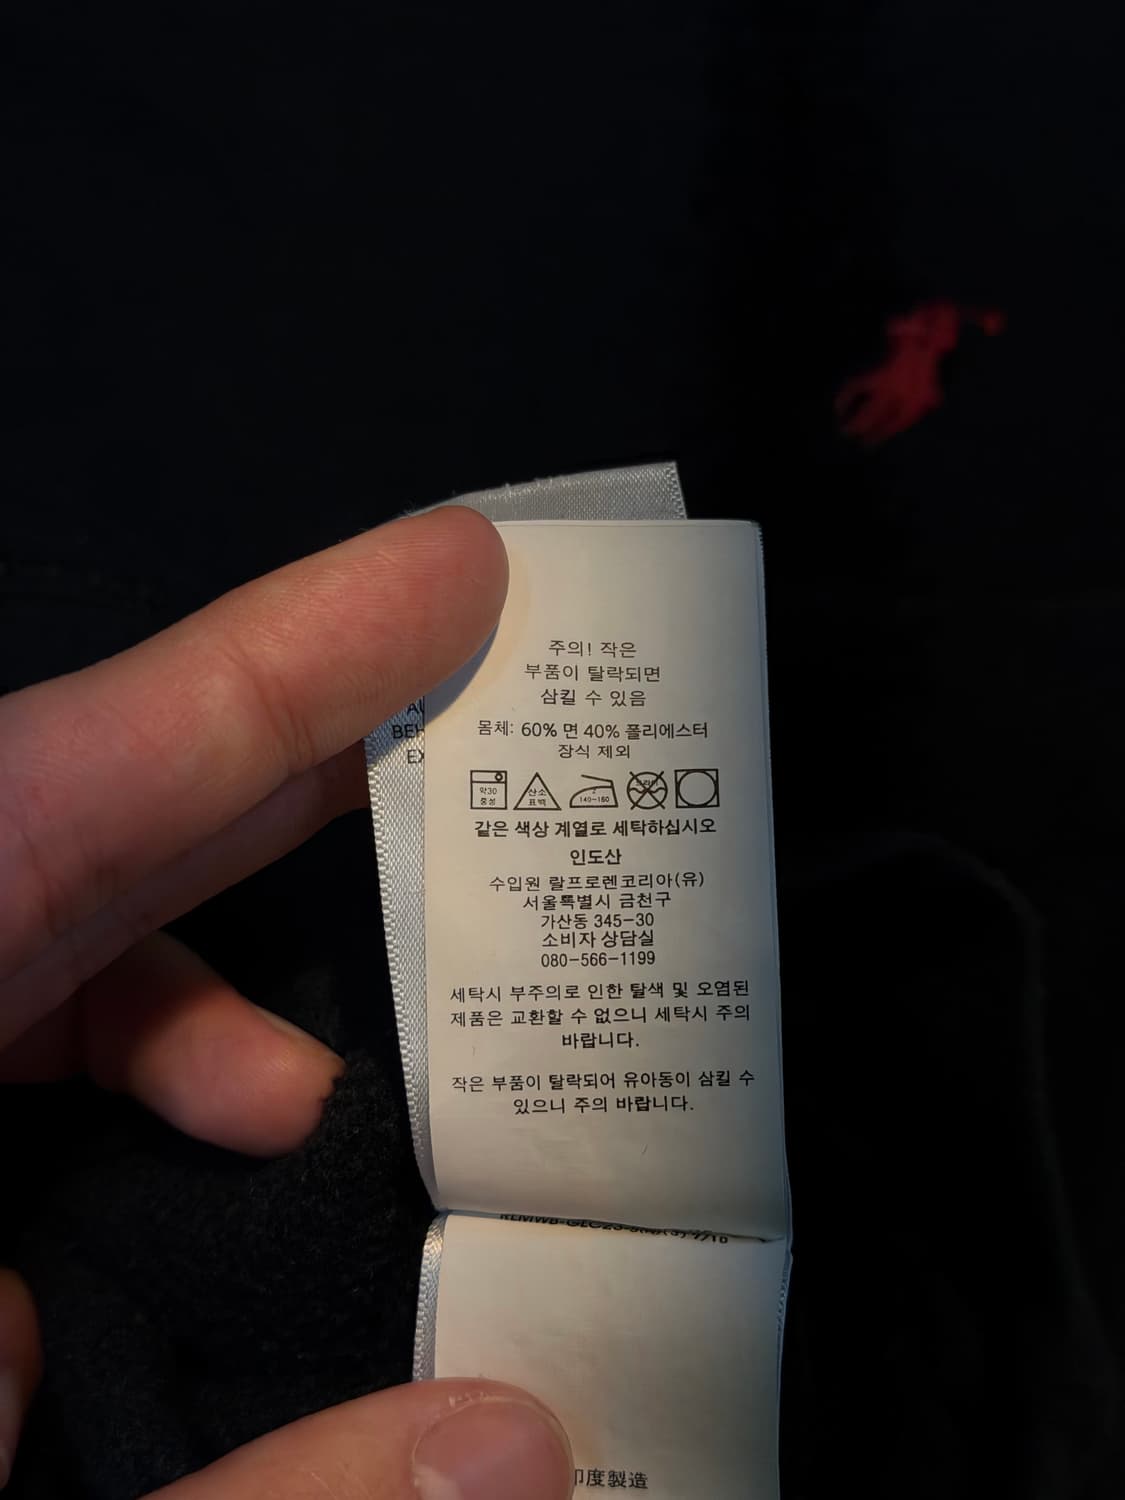 주의! 작은
부품이 탈락되면
삼킬 수 있음
몸체: 60% 면 40% 폴리에스터
장식 제외
약30
중성
산소
표백
2
140~160
드라이
같은 색상 계열로 세탁하십시오
인도산
수입원 랄프로렌코리아(유)
서울특별시 금천구
가산동 345-30
소비자 상담실
080-566-1199
세탁시 부주의로 인한 탈색 및 오염된
제품은 교환할 수 없으니 세탁시 주의
바랍니다.
작은 부품이 탈락되어 유아동이 삼킬 수
있으니 주의 바랍니다.
BEH
EX
印度製造